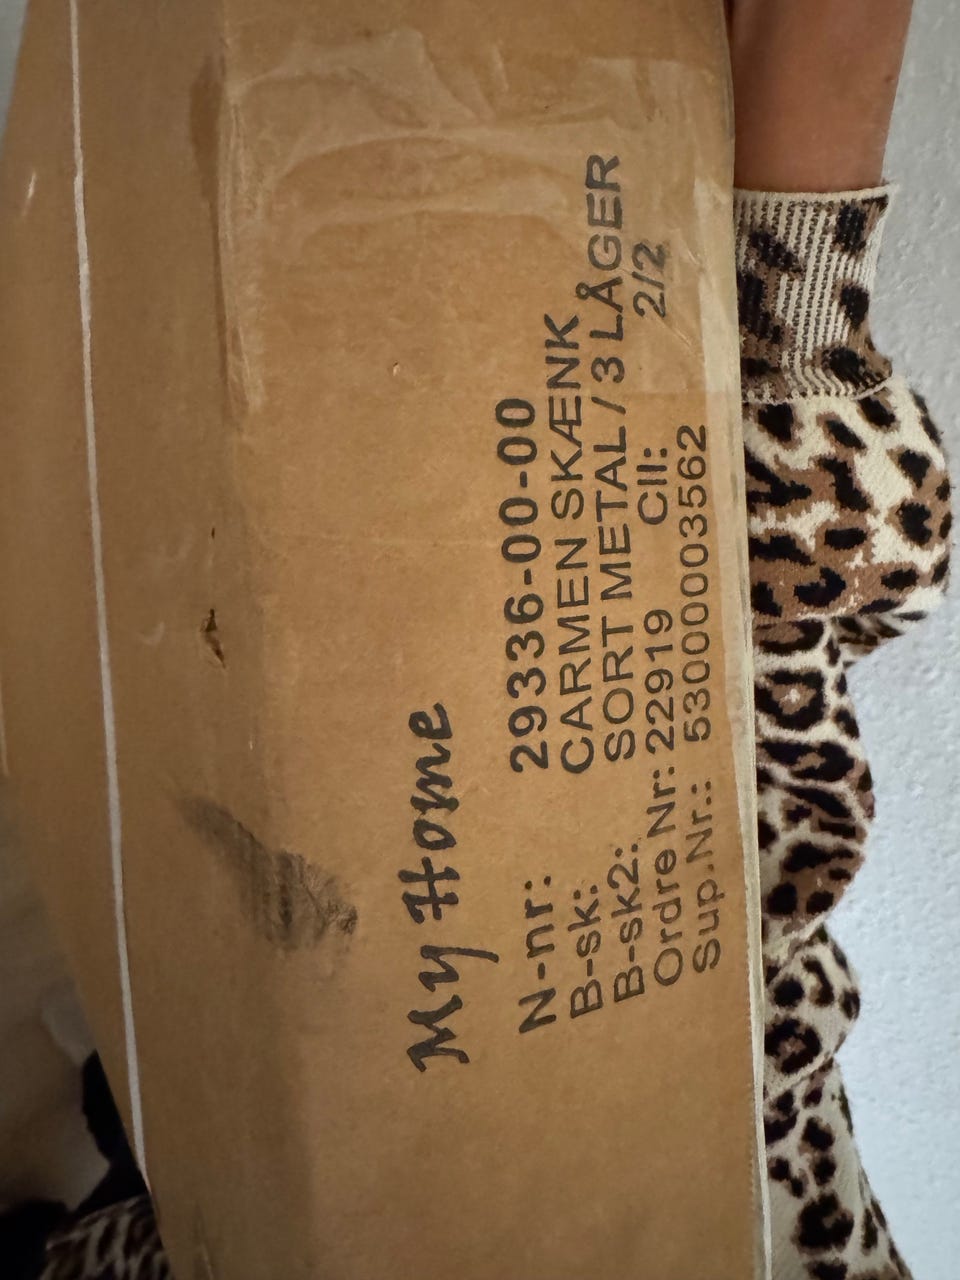 My Home
N-nr: 29336-00-00
B-sk: CARMEN SKÆNK
B-sk2: SORT METAL / 3 LÅGER
Ordre Nr: 22919 Cll: 2/2
Sup.Nr.: 5300003562